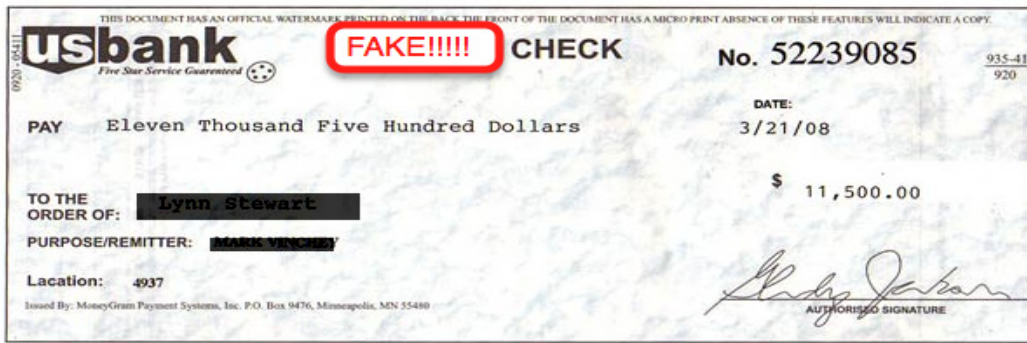 THIS DOCUMENT HAS AN OFFICIAL WATERMARK PRINTED ON THE BACK THE FRONT OF THE DOCUMENT HAS A MICRO PRINT ABSENCE OF THESE FEATURES WILL INDICATE A COPY.
usbank FAKE!!!!! CHECK No. 52239085
Five Star Service Guaranteed
0920 - 05411
935-41
920
DATE:
PAY Eleven Thousand Five Hundred Dollars 3/21/08
$ 11,500.00
TO THE
ORDER OF: Lynn Stewart
PURPOSE/REMITTER: MARK VINCHEY
Lacation: 4937
Issued By: MoneyGram Payment Systems, Inc. P.O. Box 9476, Minneapolis, MN 55480
AUTHORISED SIGNATURE